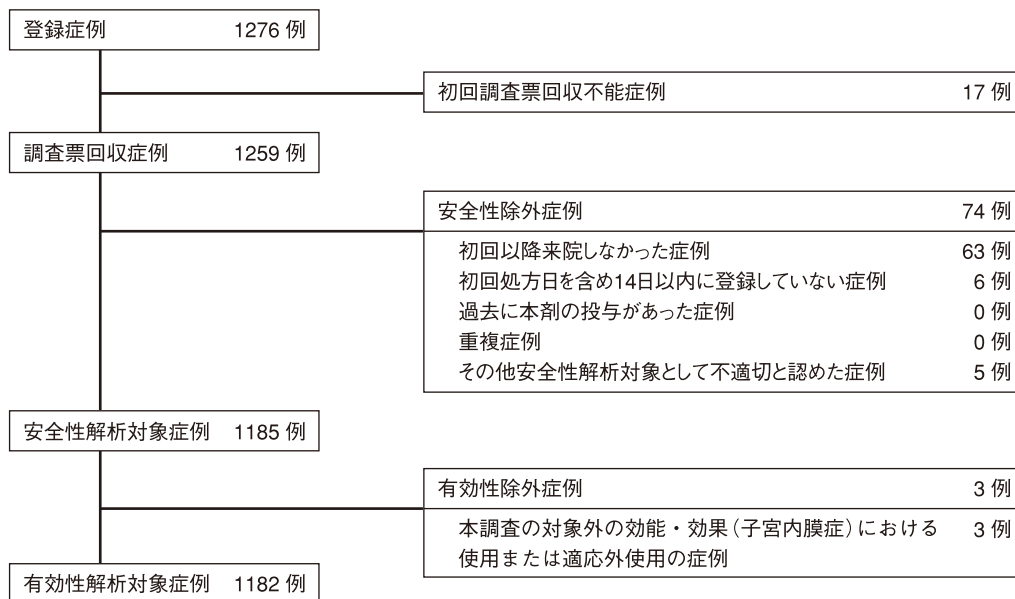 登録症例 1276 例
初回調査票回収不能症例 17 例
調査票回収症例 1259 例
安全性除外症例 74 例
初回以降来院しなかった症例 63 例
初回処方日を含め14日以内に登録していない症例 6 例
過去に本剤の投与があった症例 0 例
重複症例 0 例
その他安全性解析対象として不適切と認めた症例 5 例
安全性解析対象症例 1185 例
有効性除外症例 3 例
本調査の対象外の効能・効果(子宮内膜症)における 3 例
使用または適応外使用の症例
有効性解析対象症例 1182 例